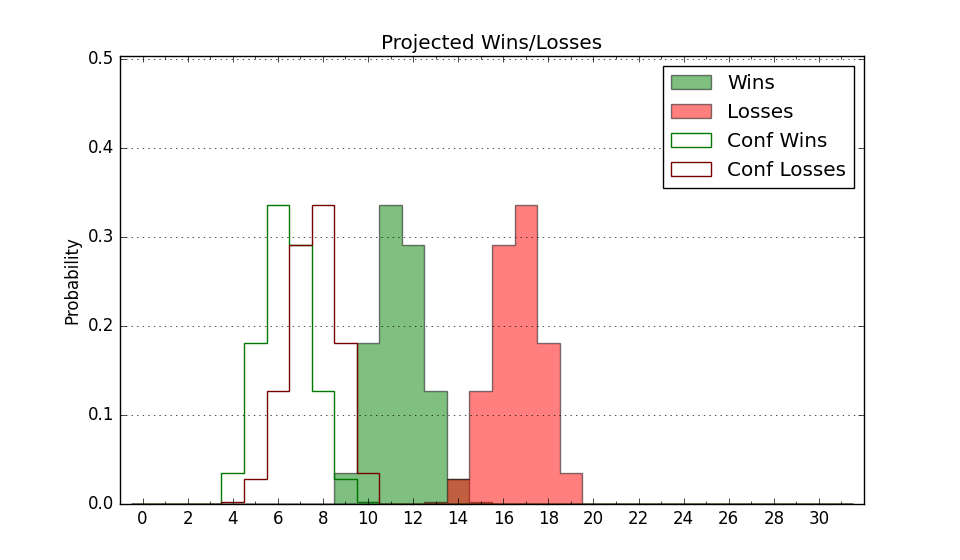 Projected Wins/Losses
Wins
Losses
Conf Wins
Conf Losses
Probability
0.5
0.4
0.3
0.2
0.1
0.0
0 2 4 6 8 10 12 14 16 18 20 22 24 26 28 30